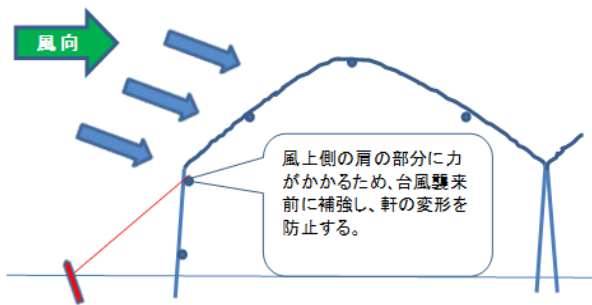 風向
風上側の肩の部分に力
がかかるため、台風襲来
前に補強し、軒の変形を
防止する。